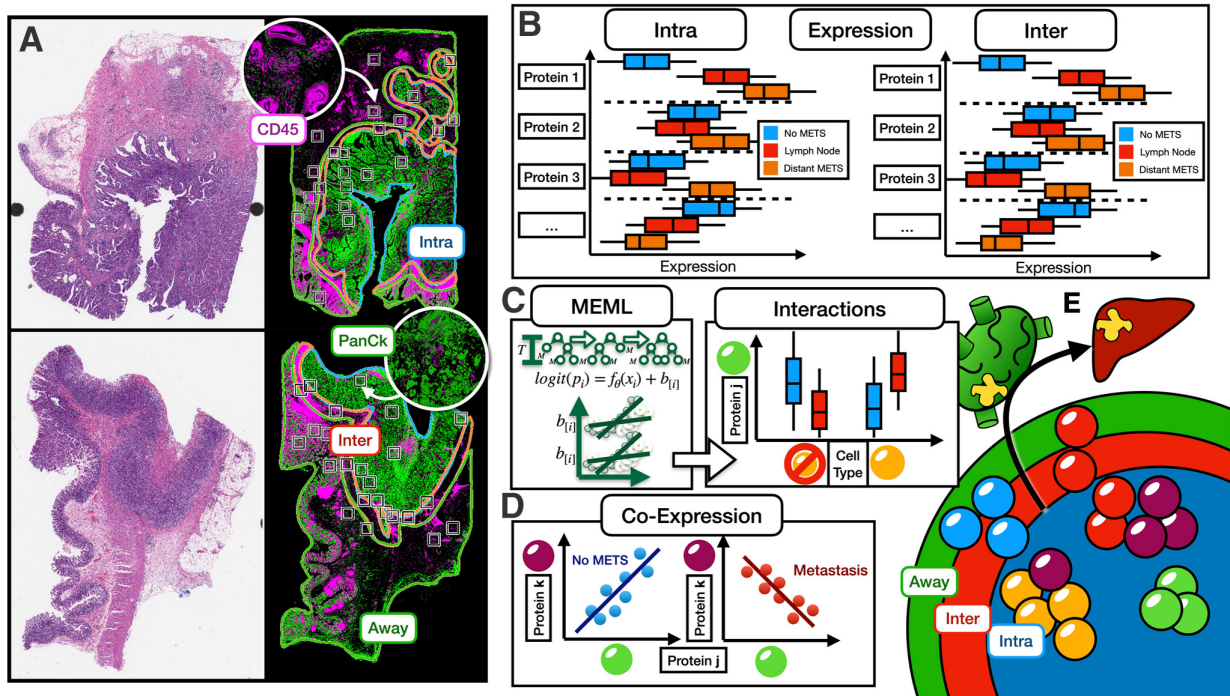 A
CD45
Intra
PanCk
Inter
Away
B
Intra
Expression
Inter
Protein 1
Protein 2
Protein 3
...
No METS
Lymph Node
Distant METS
Expression
Protein 1
Protein 2
Protein 3
...
No METS
Lymph Node
Distant METS
Expression
C
MEML
T
M
M
M
M
M
M
logit(pᵢ) = f_θ(xᵢ) + b_[i]
b_[i]
b_[i]
Interactions
Protein j
Cell
Type
D
Co-Expression
Protein k
No METS
Protein k
Metastasis
Protein j
E
Away
Inter
Intra